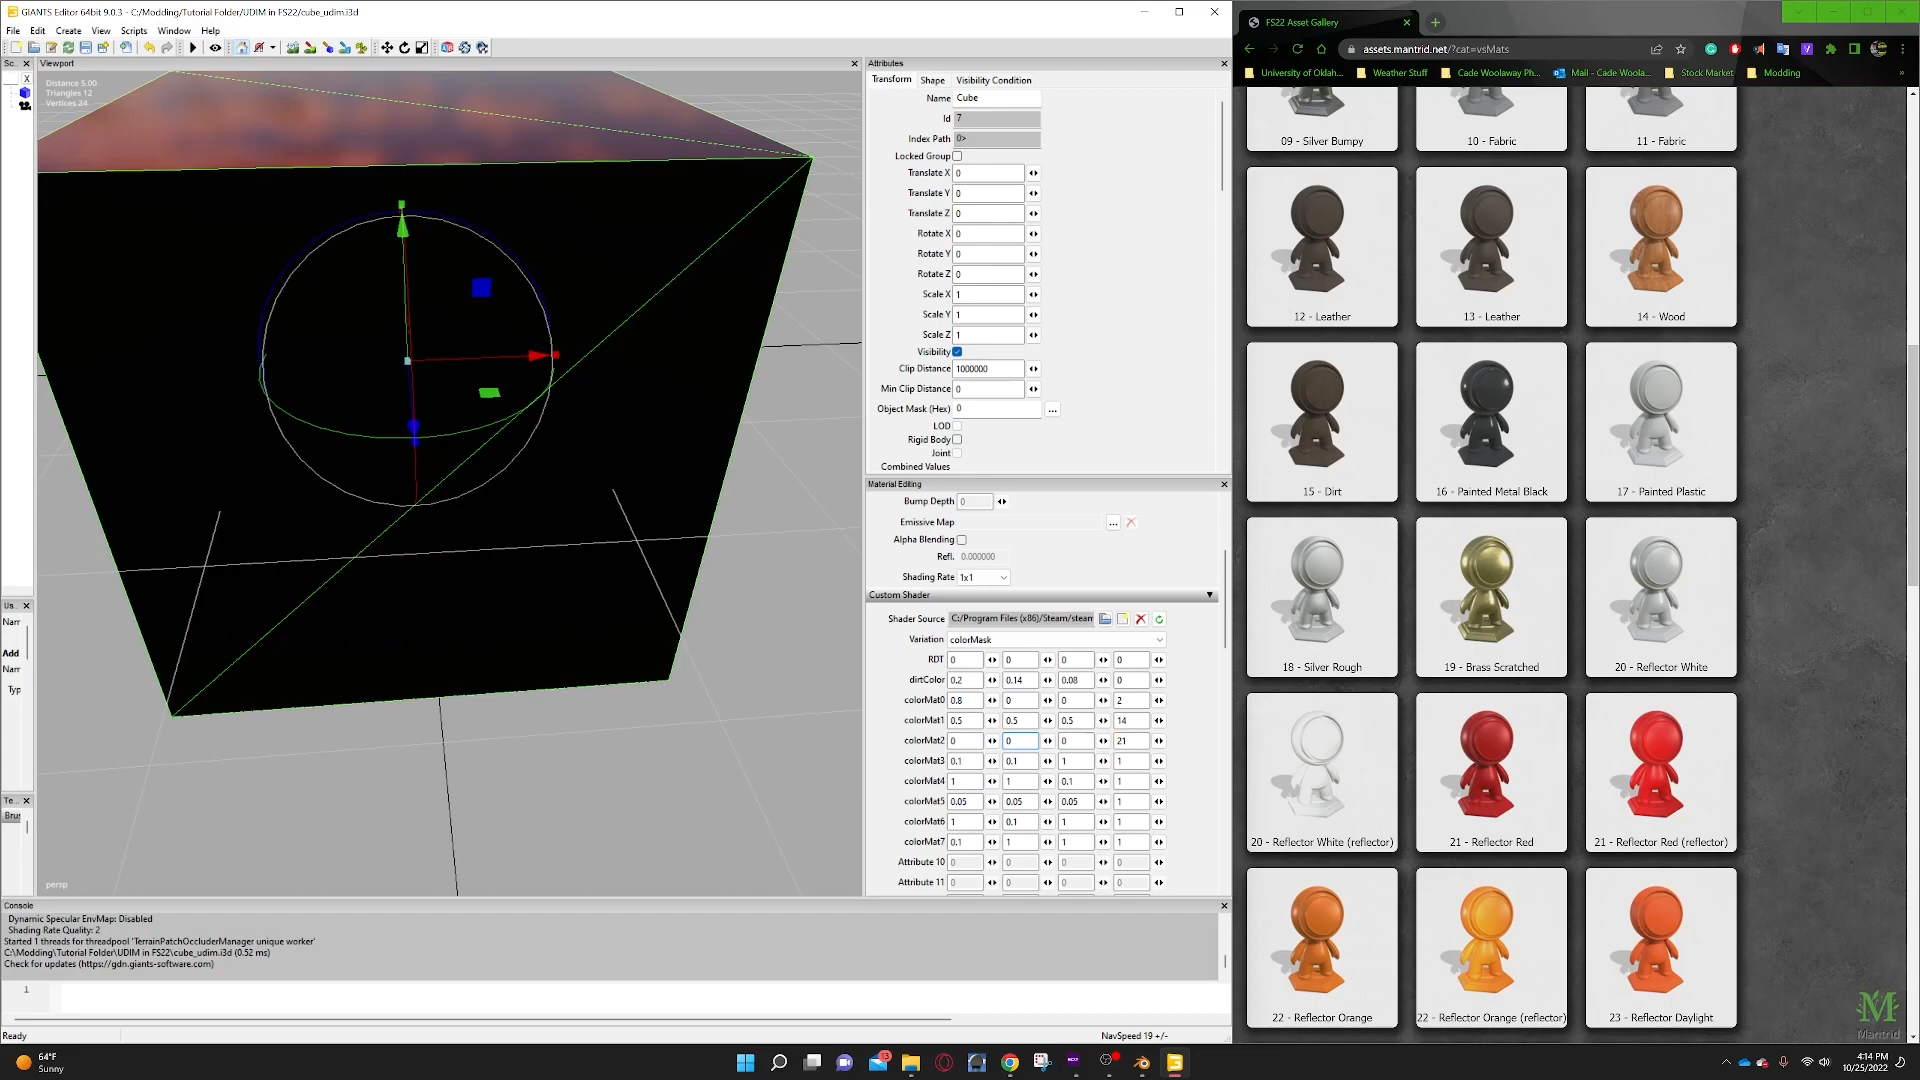 GIANTS Editor 64bit 9.0.3 - C:/Modding/Tutorial Folder/UDIM in FS22/cube_udim.i3d
File Edit Create View Scripts Window Help
Sc..
Viewport
Distance 5.00
Triangles 12
Vertices 24
persp
Us..
Nam
Add
Nam
Typ
Te...
Brus
Attributes
Transform Shape Visibility Condition
Name Cube
Id 7
Index Path 0>
Locked Group
Translate X 0
Translate Y 0
Translate Z 0
Rotate X 0
Rotate Y 0
Rotate Z 0
Scale X 1
Scale Y 1
Scale Z 1
Visibility
Clip Distance 1000000
Min Clip Distance 0
Object Mask (Hex) 0 ...
LOD
Rigid Body
Joint
Combined Values
Material Editing
Bump Depth 0
Emissive Map ...
Alpha Blending
Refl. 0.000000
Shading Rate 1x1
Custom Shader
Shader Source C:/Program Files (x86)/Steam/steam
Variation colorMask
RDT 0 0 0 0
dirtColor 0.2 0.14 0.08 0
colorMat0 0.8 0 0 2
colorMat1 0.5 0.5 0.5 14
colorMat2 0 0 0 21
colorMat3 0.1 0.1 1 1
colorMat4 1 1 0.1 1
colorMat5 0.05 0.05 0.05 1
colorMat6 1 0.1 1 1
colorMat7 0.1 1 1 1
Attribute 10 0 0 0 0
Attribute 11 0 0 0 0
Console
Dynamic Specular EnvMap: Disabled
Shading Rate Quality: 2
Started 1 threads for threadpool 'TerrainPatchOccluderManager unique worker'
C:\Modding\Tutorial Folder\UDIM in FS22\cube_udim.i3d (0.52 ms)
Check for updates (https://gdn.giants-software.com)
1
Ready
NavSpeed 19 +/-
FS22 Asset Gallery
assets.mantrid.net/?cat=vsMats
University of Oklah... Weather Stuff Cade Woolaway Ph... Mail - Cade Woola... Stock Market Modding »
09 - Silver Bumpy
10 - Fabric
11 - Fabric
12 - Leather
13 - Leather
14 - Wood
15 - Dirt
16 - Painted Metal Black
17 - Painted Plastic
18 - Silver Rough
19 - Brass Scratched
20 - Reflector White
20 - Reflector White (reflector)
21 - Reflector Red
21 - Reflector Red (reflector)
22 - Reflector Orange
22 - Reflector Orange (reflector)
23 - Reflector Daylight
M
Mantrid
64°F
Sunny
13
4:14 PM
10/25/2022